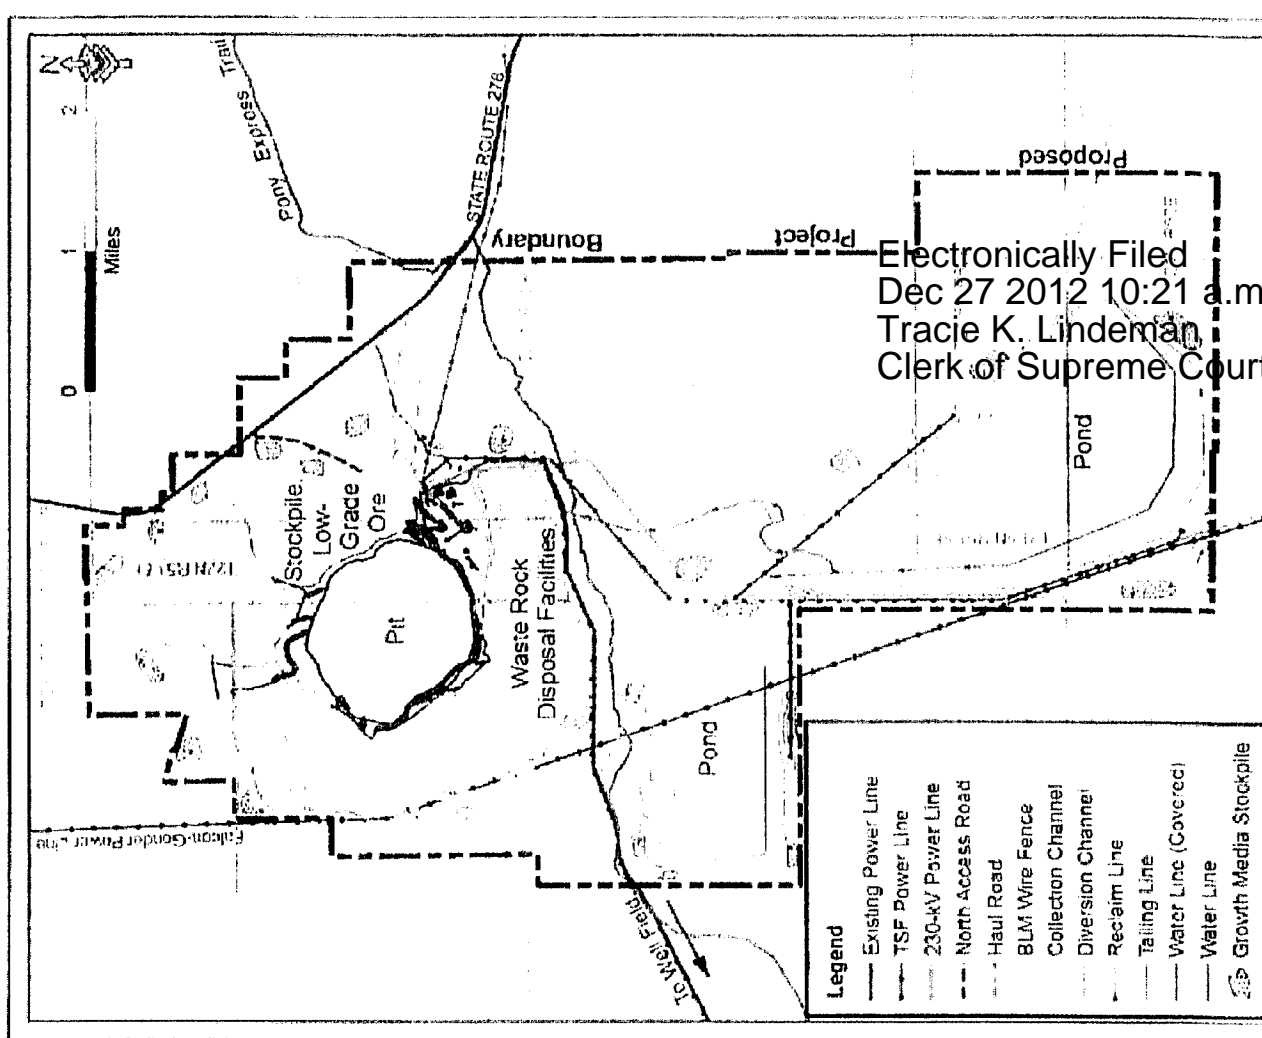 N
0 1 2
Miles
Pony Express Trail
STATE ROUTE 278
Proposed
Project
Boundary
Electronically Filed
Dec 27 2012 10:21 a.m
Tracie K. Lindeman
Clerk of Supreme Court
Stockpile
Low-
Grade
Ore
Pit
Waste Rock
Disposal Facilities
Pond
Pond
Falcon-Gonder Power Line
To Well Field
Legend
Existing Power Line
TSF Power Line
230-kV Power Line
North Access Road
Haul Road
BLM Wire Fence
Collection Channel
Diversion Channel
Reclaim Line
Tailing Line
Water Line (Covered)
Water Line
Growth Media Stockpile